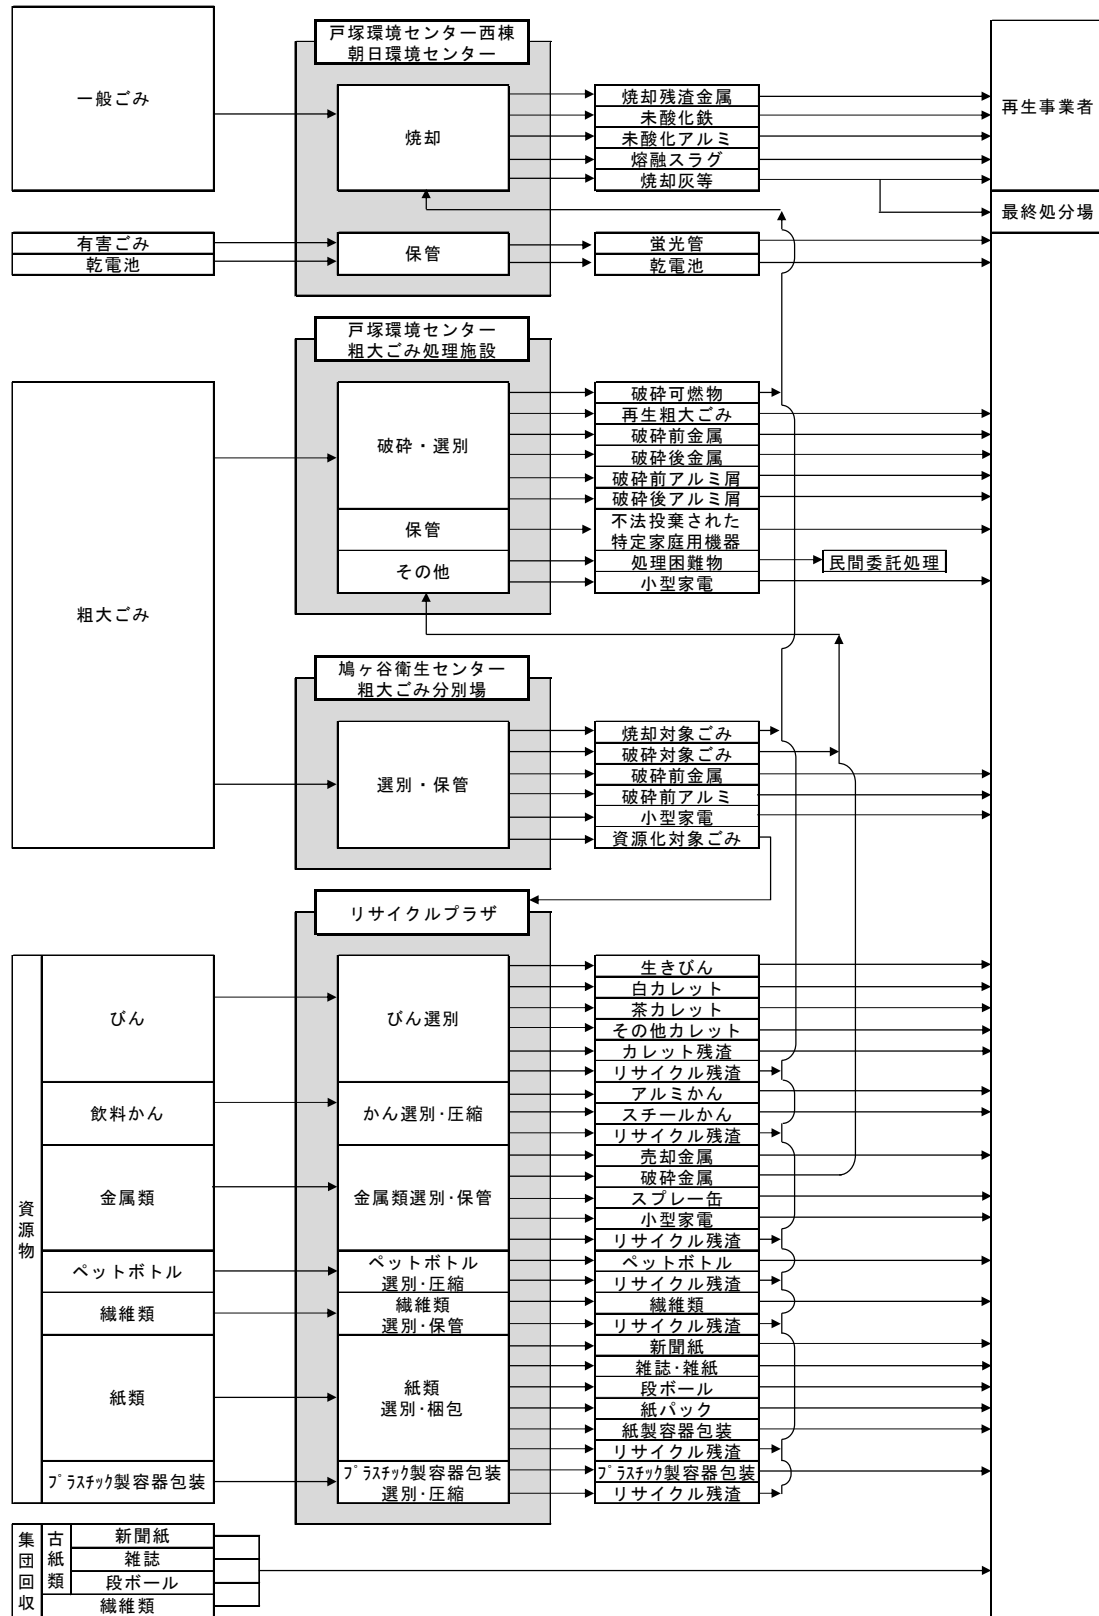 戸塚環境センター西棟
朝日環境センター
一般ごみ
焼却
焼却残渣金属
未酸化鉄
未酸化アルミ
熔融スラグ
焼却灰等
再生事業者
最終処分場
有害ごみ
乾電池
保管
蛍光管
乾電池
戸塚環境センター
粗大ごみ処理施設
粗大ごみ
破砕・選別
保管
その他
破砕可燃物
再生粗大ごみ
破砕前金属
破砕後金属
破砕前アルミ屑
破砕後アルミ屑
不法投棄された
特定家庭用機器
処理困難物
小型家電
民間委託処理
鳩ヶ谷衛生センター
粗大ごみ分別場
選別・保管
焼却対象ごみ
破砕対象ごみ
破砕前金属
破砕前アルミ
小型家電
資源化対象ごみ
リサイクルプラザ
資源物
びん
びん選別
生きびん
白カレット
茶カレット
その他カレット
カレット残渣
リサイクル残渣
飲料かん
かん選別・圧縮
アルミかん
スチールかん
リサイクル残渣
金属類
金属類選別・保管
売却金属
破砕金属
スプレー缶
小型家電
リサイクル残渣
ペットボトル
ペットボトル
選別・圧縮
ペットボトル
リサイクル残渣
繊維類
繊維類
選別・保管
繊維類
リサイクル残渣
紙類
紙類
選別・梱包
新聞紙
雑誌・雑紙
段ボール
紙パック
紙製容器包装
リサイクル残渣
プラスチック製容器包装
プラスチック製容器包装
選別・圧縮
プラスチック製容器包装
リサイクル残渣
集団回収
古紙類
新聞紙
雑誌
段ボール
繊維類